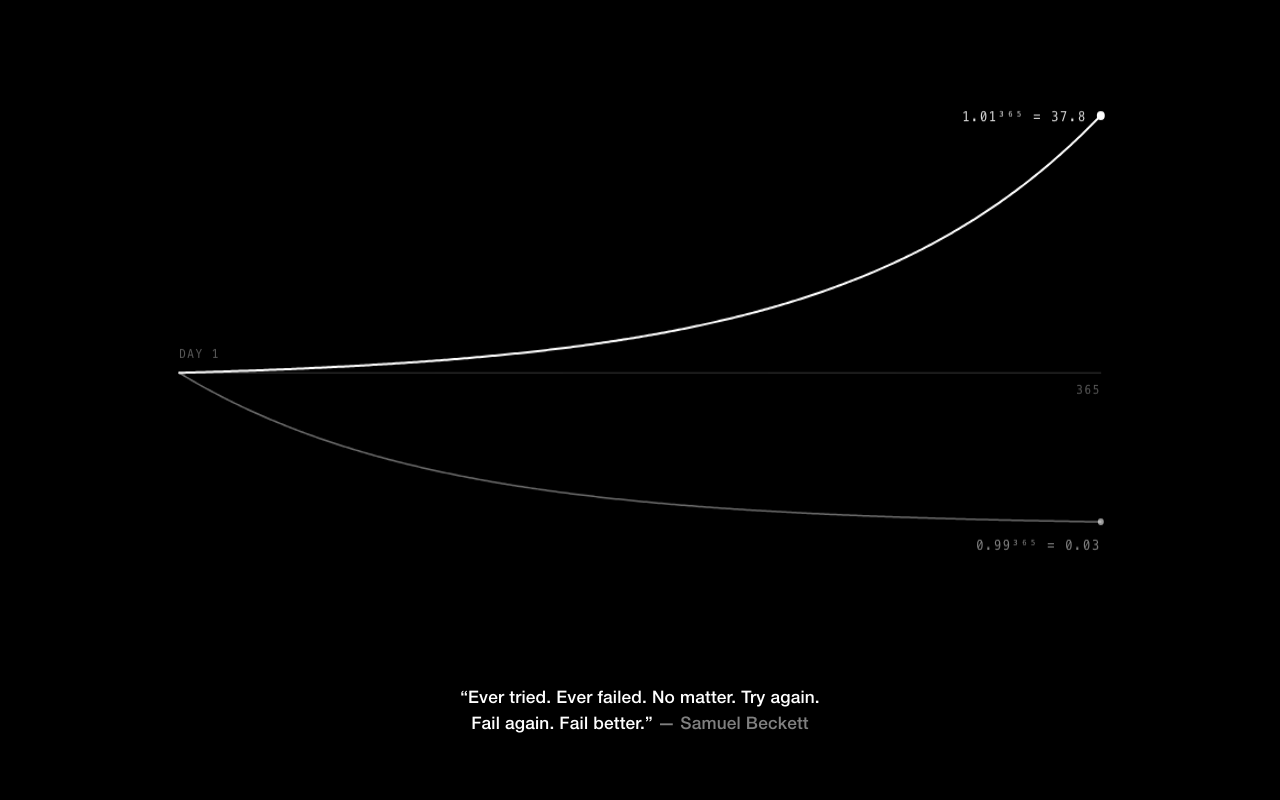 1.01³⁶⁵ = 37.8
DAY 1
365
0.99³⁶⁵ = 0.03
“Ever tried. Ever failed. No matter. Try again.
Fail again. Fail better.” — Samuel Beckett